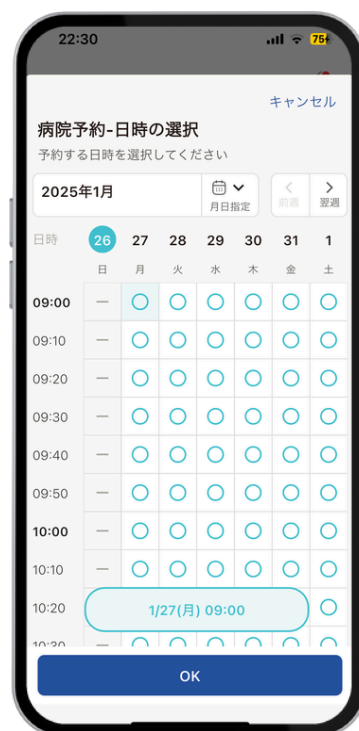 22:30
75
キャンセル
病院予約-日時の選択
予約する日時を選択してください
2025年1月
月日指定
前週
翌週
日時 26 27 28 29 30 31 1
日 月 火 水 木 金 土
09:00 —
09:10 —
09:20 —
09:30 —
09:40 —
09:50 —
10:00 —
10:10 —
10:20
1/27(月) 09:00
10:30
OK